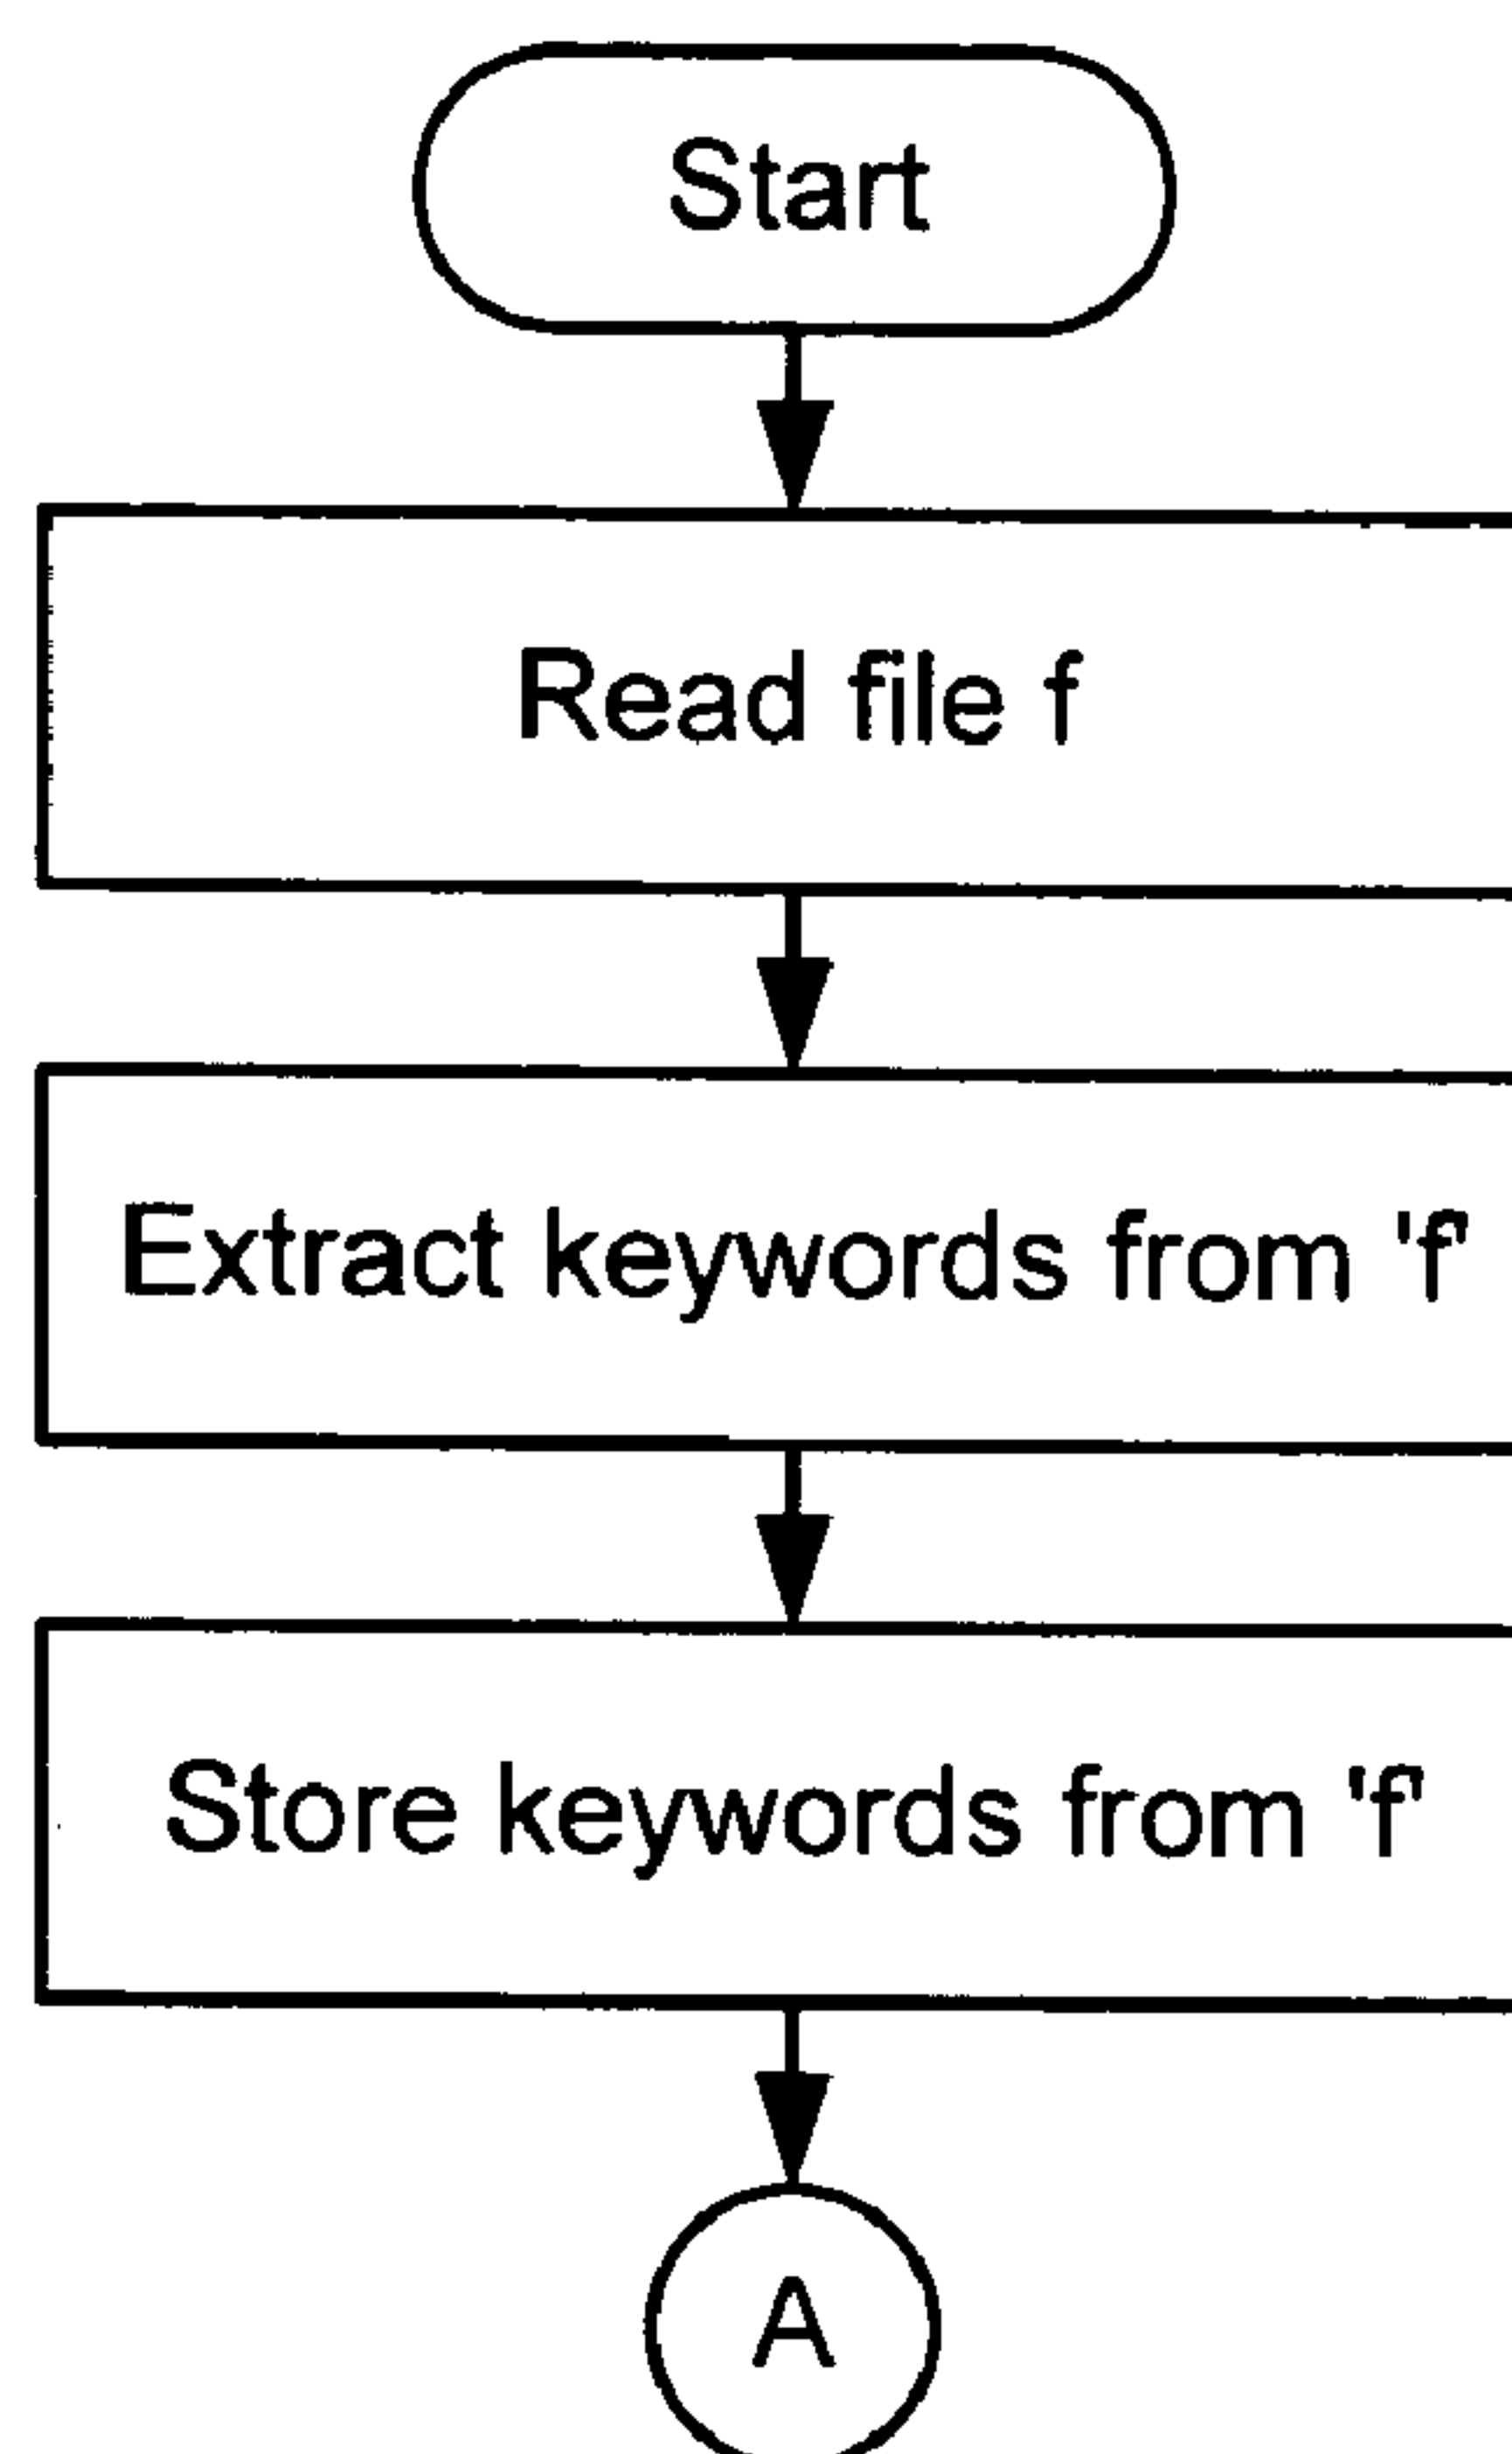 Start
Read file f
Extract keywords from 'f'
Store keywords from 'f'
A